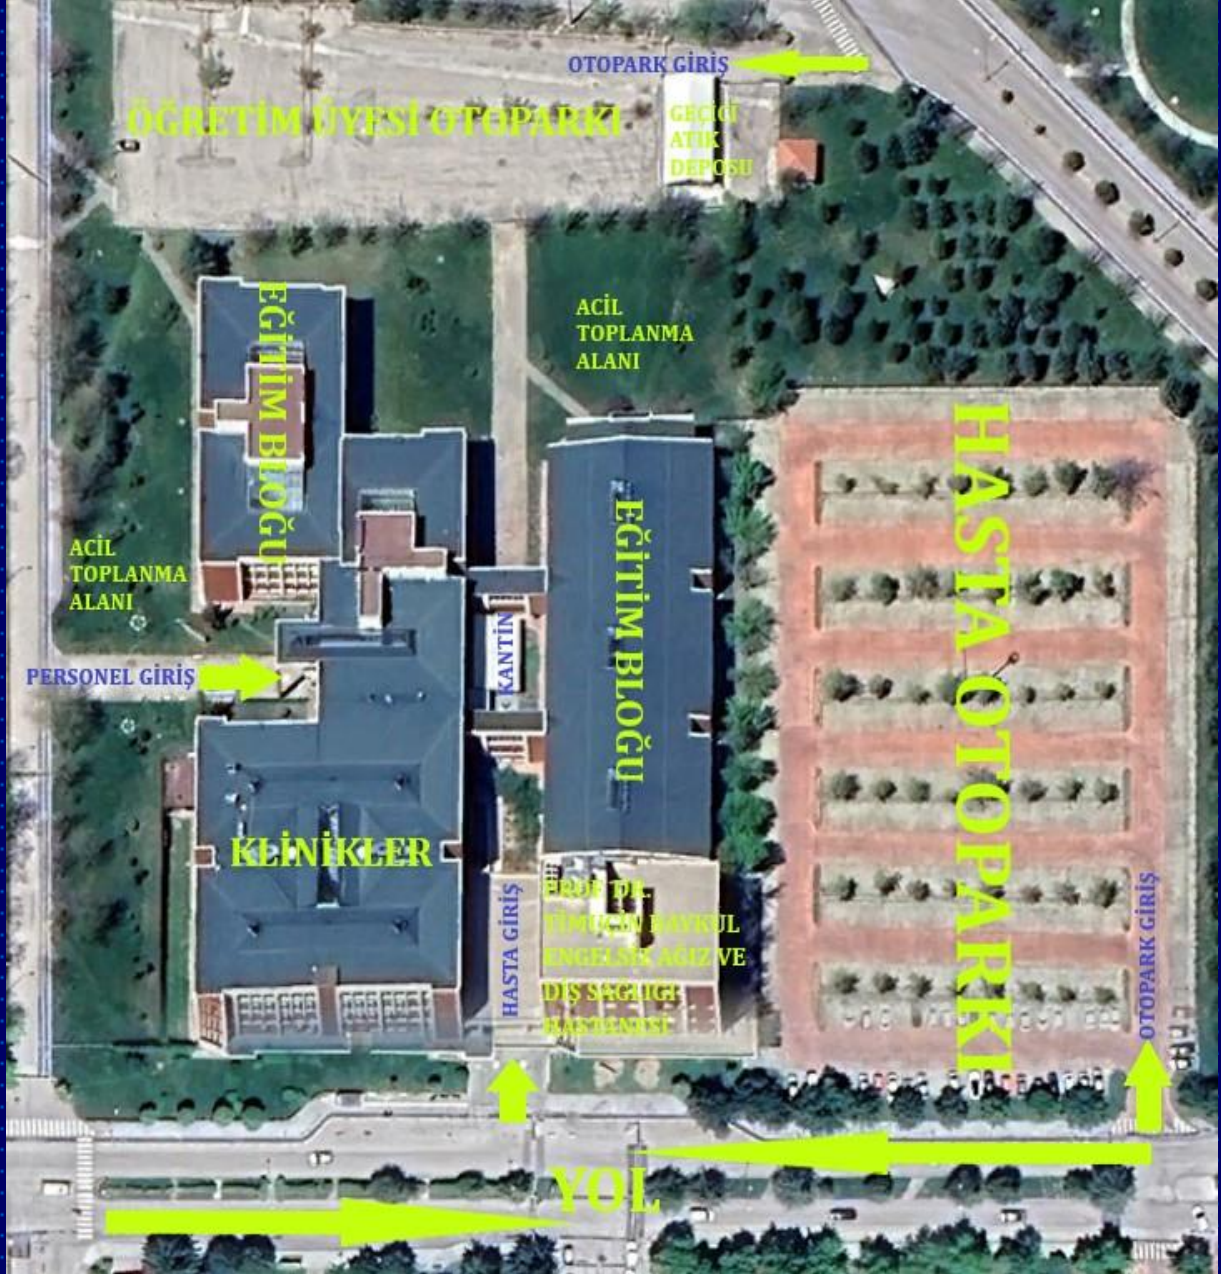 OTOPARK GİRİŞ
ÖĞRETİM ÜYESİ OTOPARKI
GEÇİCİ
ATIK
DEPOSU
EĞİTİM BLOĞU
ACİL
TOPLANMA
ALANI
HASTA OTOPARKI
EĞİTİM BLOĞU
ACİL
TOPLANMA
ALANI
KANTİN
PERSONEL GİRİŞ
KLİNİKLER
HASTA GİRİŞ
PROF. DR.
TİMUÇİN BAYKUL
ENGELSİZ AĞIZ VE
DİŞ SAĞLIĞI
HASTANESİ
OTOPARK GİRİŞ
YOL